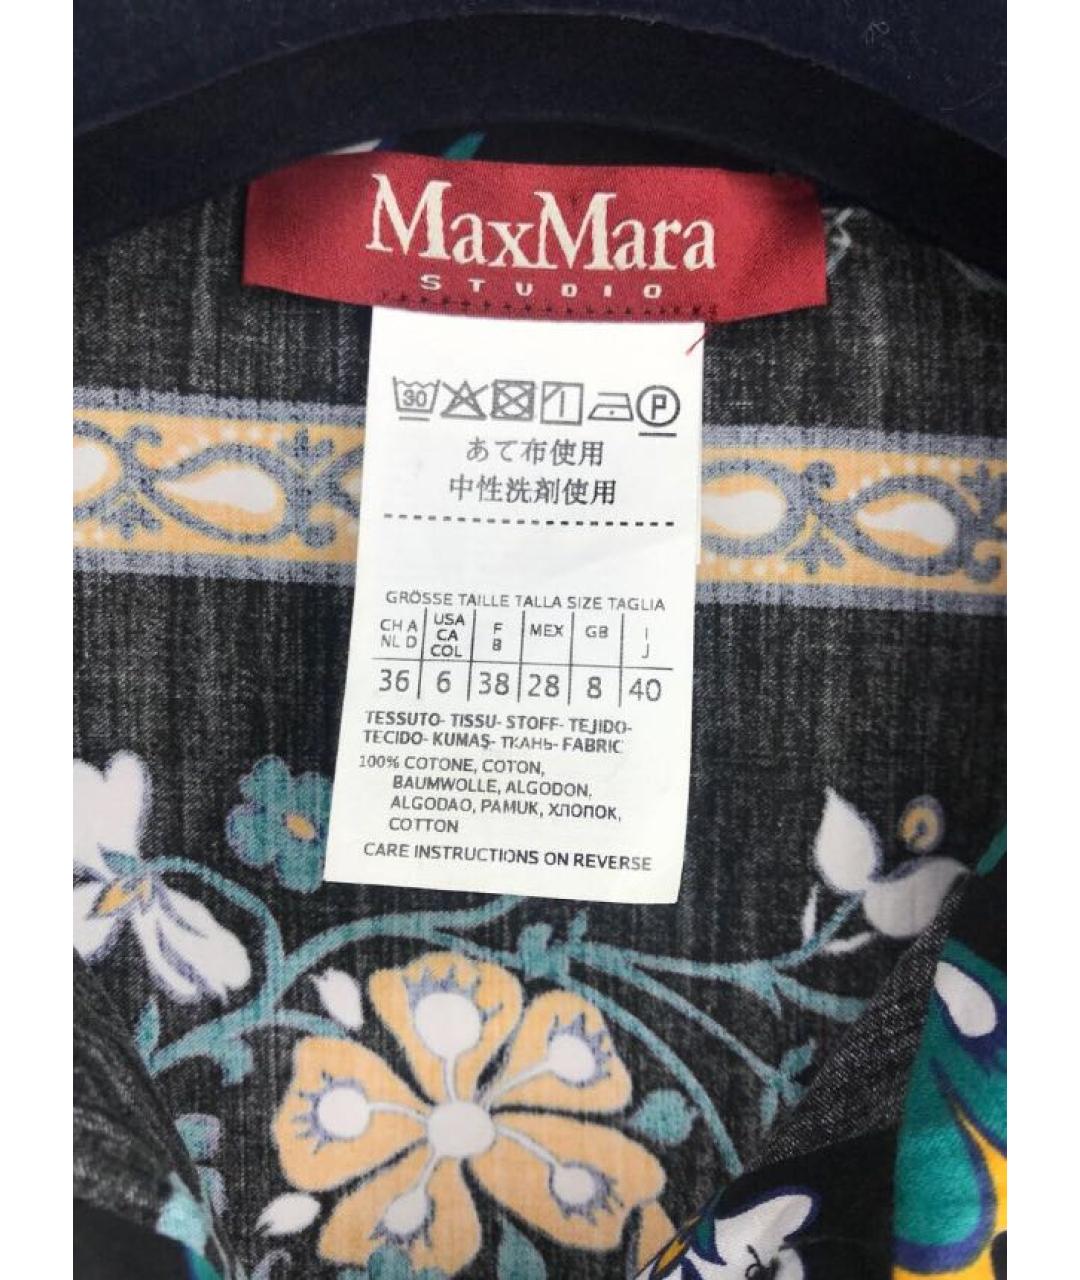 MaxMara
STUDIO
30 P
あて布使用
中性洗剤使用
GRÖSSE TAILLE TALLA SIZE TAGLIA
CH A USA F MEX GB I
NL D CA B J
COL
36 6 38 28 8 40
TESSUTO- TISSU- STOFF- TEJIDO-
TECIDO- KUMAŞ- ТКАНЬ- FABRIC
100% COTONE, COTON,
BAUMWOLLE, ALGODON,
ALGODAO, PAMUK, ХЛОПОК,
COTTON
CARE INSTRUCTIONS ON REVERSE